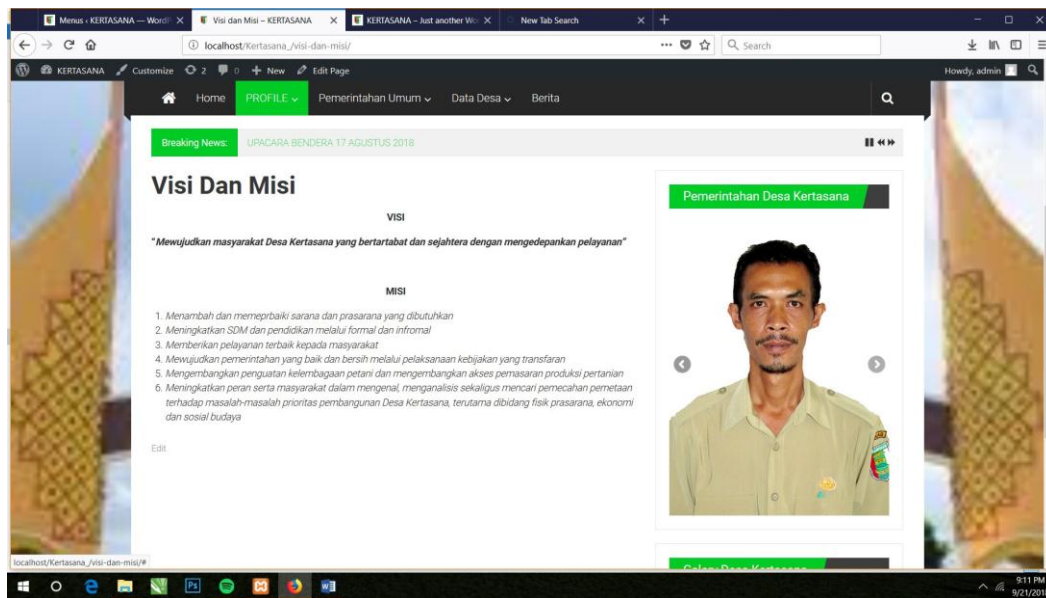 Menus ‹ KERTASANA — WordP
Visi dan Misi – KERTASANA
KERTASANA – Just another Wor
New Tab Search
localhost/Kertasana_/visi-dan-misi/
Search
KERTASANA Customize 2 0 New Edit Page
Howdy, admin
Home PROFILE Pemerintahan Umum Data Desa Berita
Breaking News: UPACARA BENDERA 17 AGUSTUS 2018
Visi Dan Misi
VISI
"Mewujudkan masyarakat Desa Kertasana yang bertartabat dan sejahtera dengan mengedepankan pelayanan"
MISI
1. Menambah dan memeprbaiki sarana dan prasarana yang dibutuhkan
2. Meningkatkan SDM dan pendidikan melalui formal dan infromal
3. Memberikan pelayanan terbaik kepada masyarakat
4. Mewujudkan pemerintahan yang baik dan bersih melalui pelaksanaan kebijakan yang transfaran
5. Mengembangkan penguatan kelembagaan petani dan mengembangkan akses pemasaran produksi pertanian
6. Meningkatkan peran serta masyarakat dalam mengenal, menganalisis sekaligus mencari pemecahan pemetaan
terhadap masalah-masalah prioritas pembangunan Desa Kertasana, terutama dibidang fisik prasarana, ekonomi
dan sosial budaya
Edit
Pemerintahan Desa Kertasana
localhost/Kertasana_/visi-dan-misi/#
Ps
9:11 PM